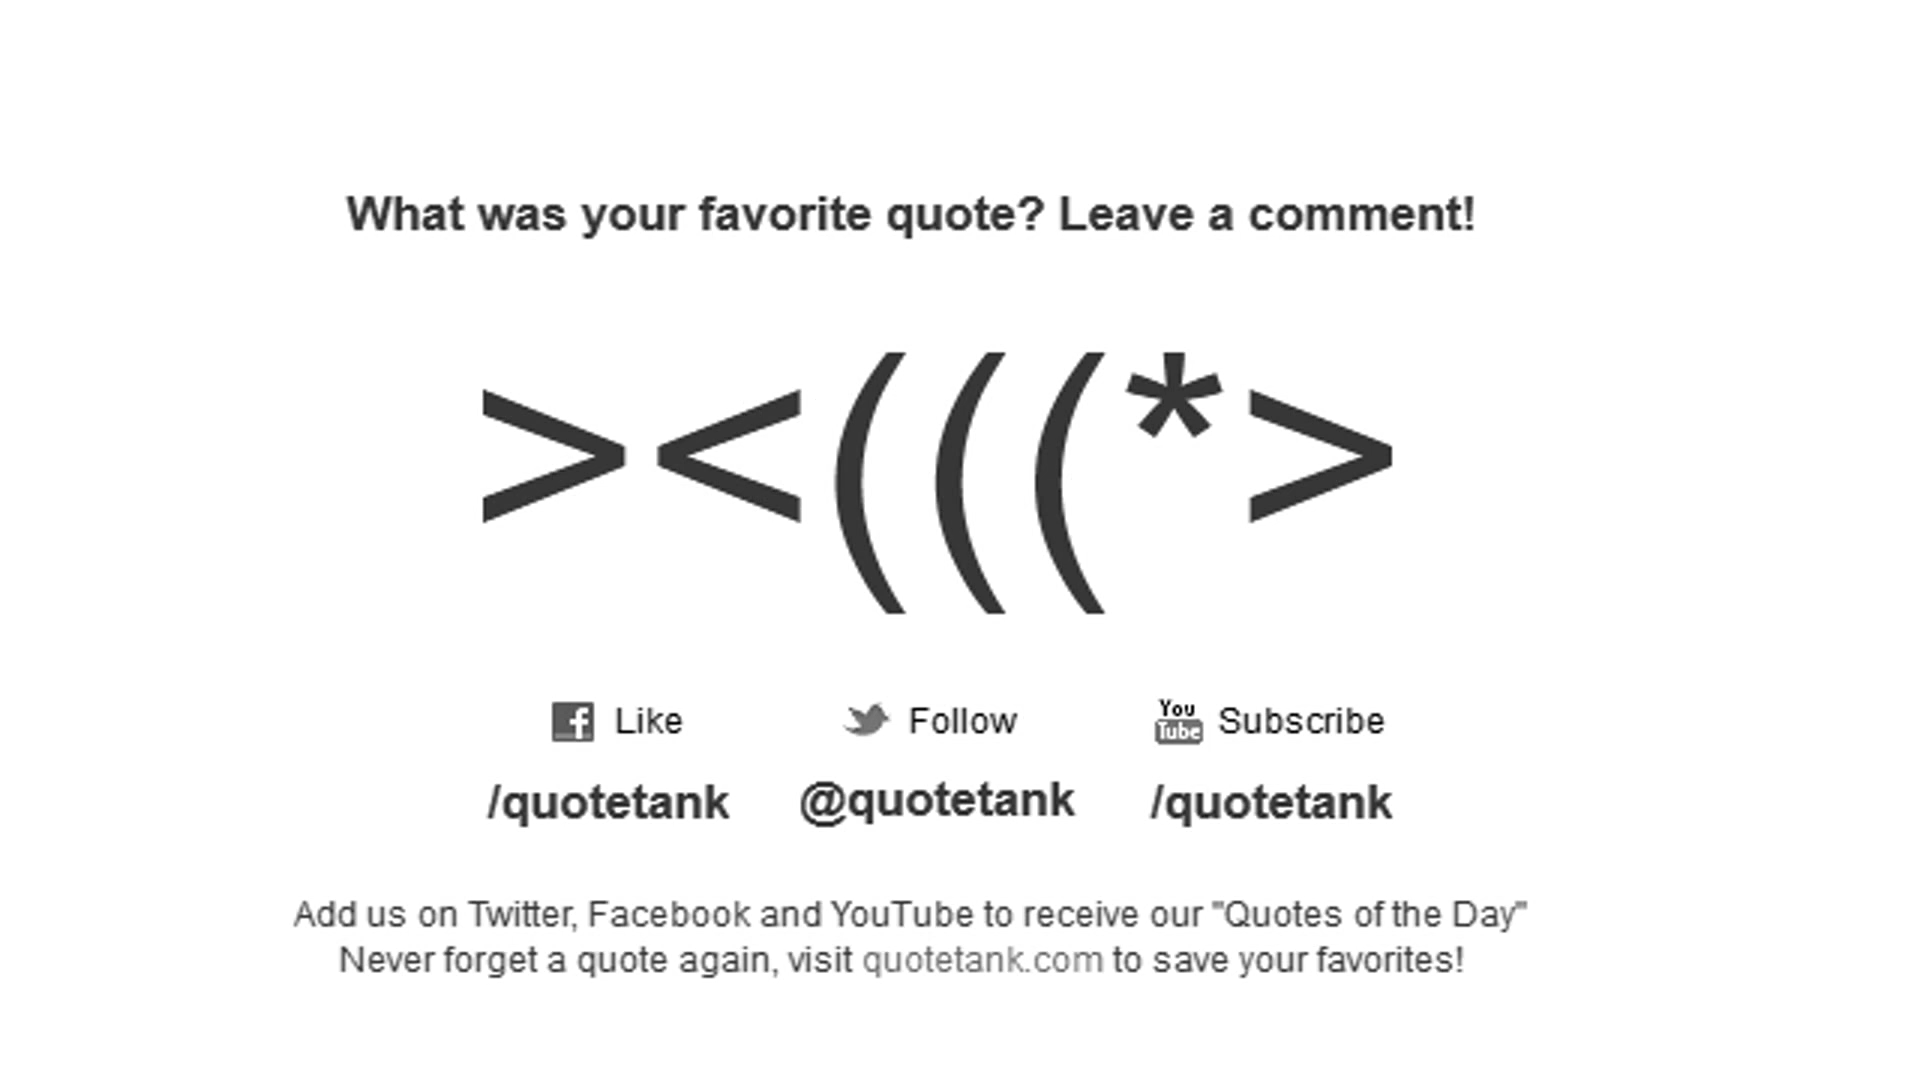 What was your favorite quote? Leave a comment!
><(((*>
f Like
Follow
You Tube Subscribe
/quotetank
@quotetank
/quotetank
Add us on Twitter, Facebook and YouTube to receive our "Quotes of the Day"
Never forget a quote again, visit quotetank.com to save your favorites!